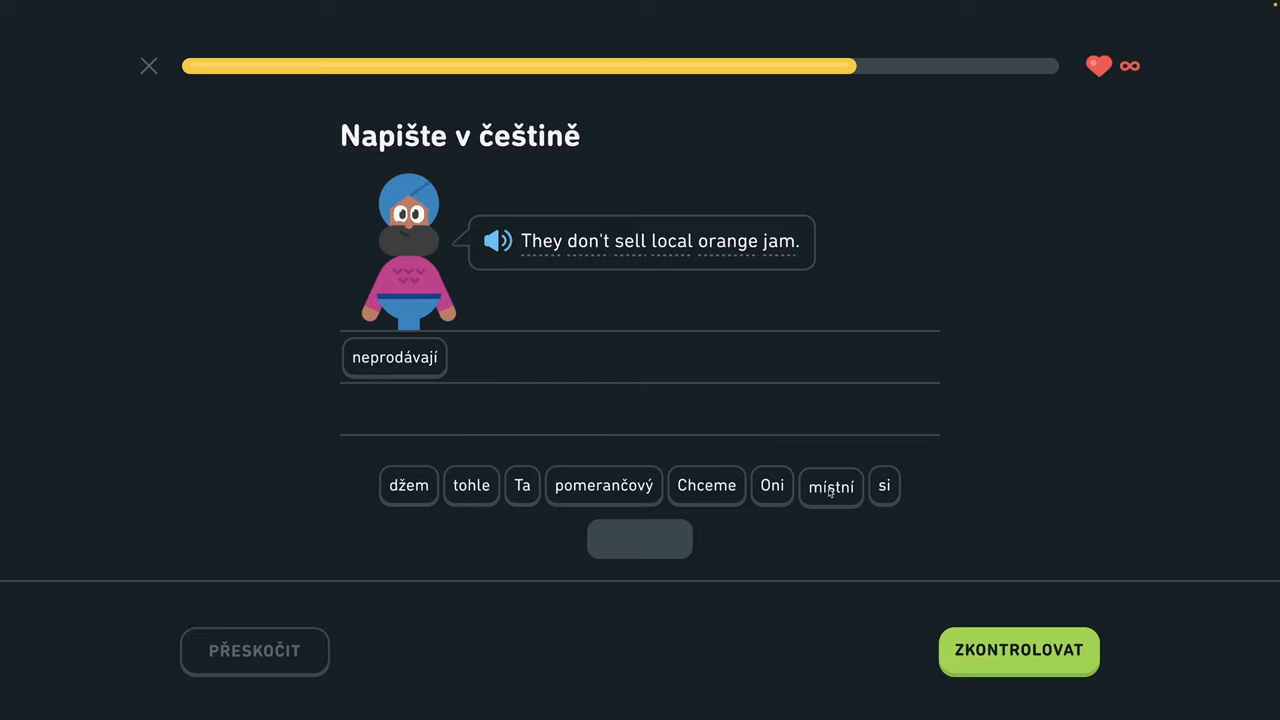 ∞
Napište v češtině
They don't sell local orange jam.
neprodávají
džem tohle Ta pomerančový Chceme Oni místní si
PŘESKOČIT ZKONTROLOVAT